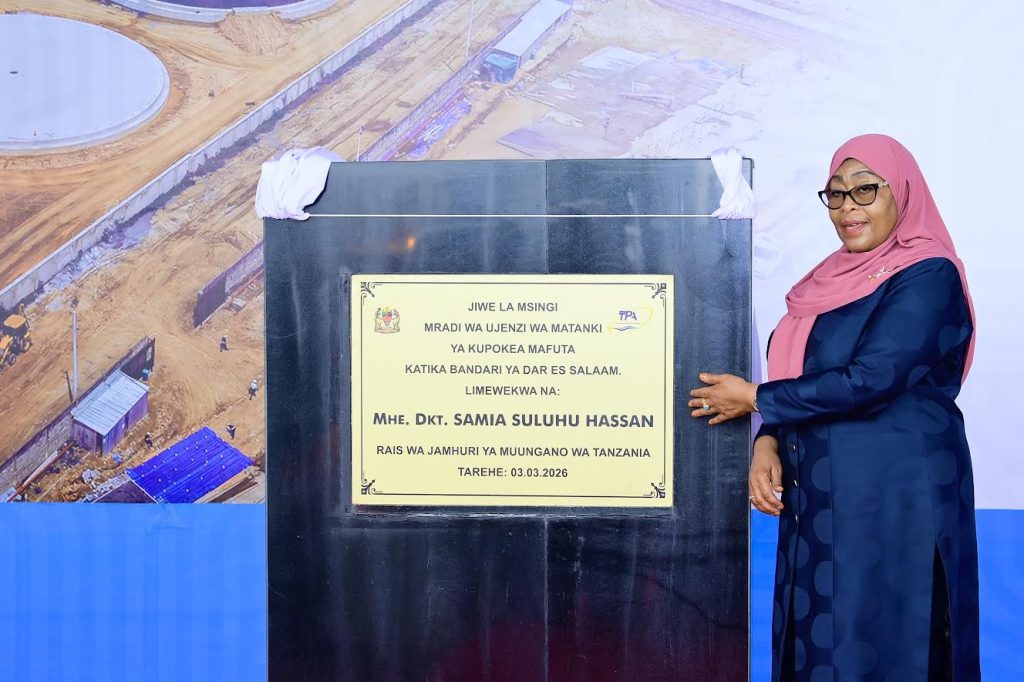 JIWE LA MSINGI
TPA
MRADI WA UJENZI WA MATANKI
YA KUPOKEA MAFUTA
KATIKA BANDARI YA DAR ES SALAAM.
LIMEWEKWA NA:
MHE. DKT. SAMIA SULUHU HASSAN
RAIS WA JAMHURI YA MUUNGANO WA TANZANIA
TAREHE: 03.03.2026